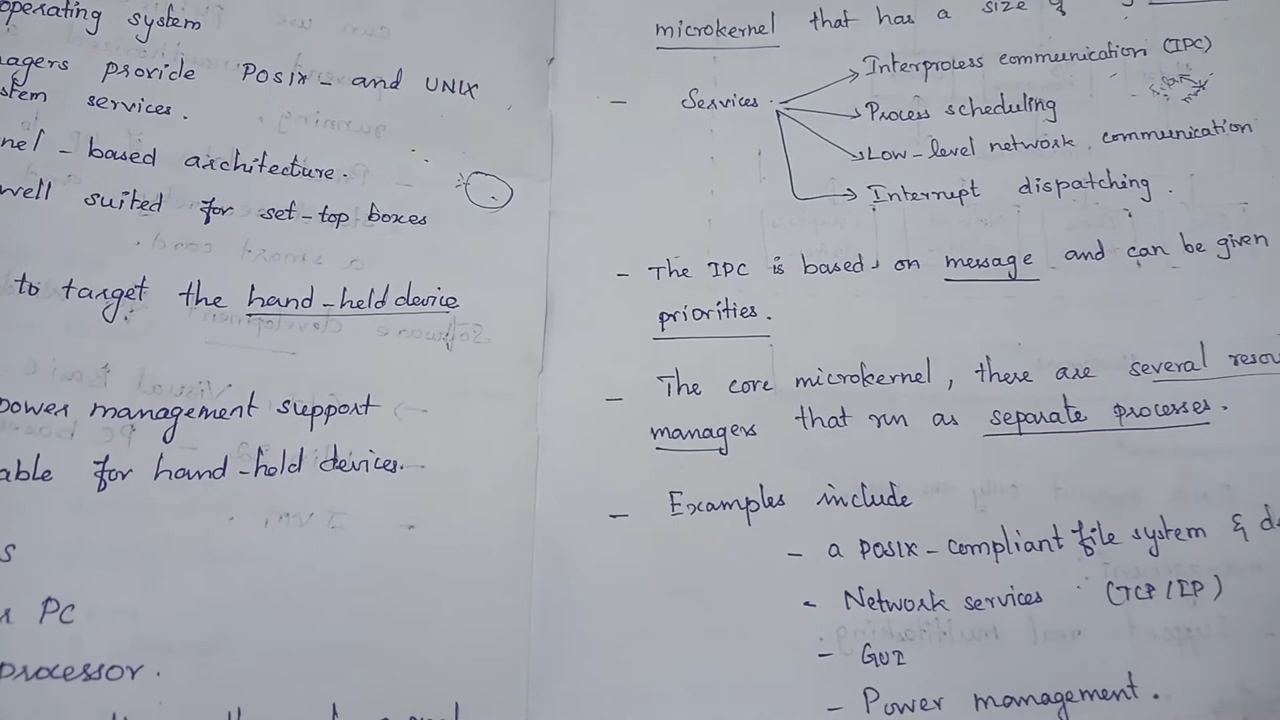 operating system
agers provide Posix- and UNIX
stem services.
nel-based architecture.
well suited for set-top boxes
to target the hand-held device
power management support
able for hand-hold devices.
s
PC
processor.
microkernel that has a size
- Services
Interprocess communication (IPC)
Process scheduling
Low-level network communication
Interrupt dispatching.
- The IPC is based on message and can be given
priorities.
- The core microkernel, there are several resou
managers that run as separate processes.
- Examples include
- a POSIX-compliant file system & d
- Network services (TCP/IP)
- GUI
- Power management.